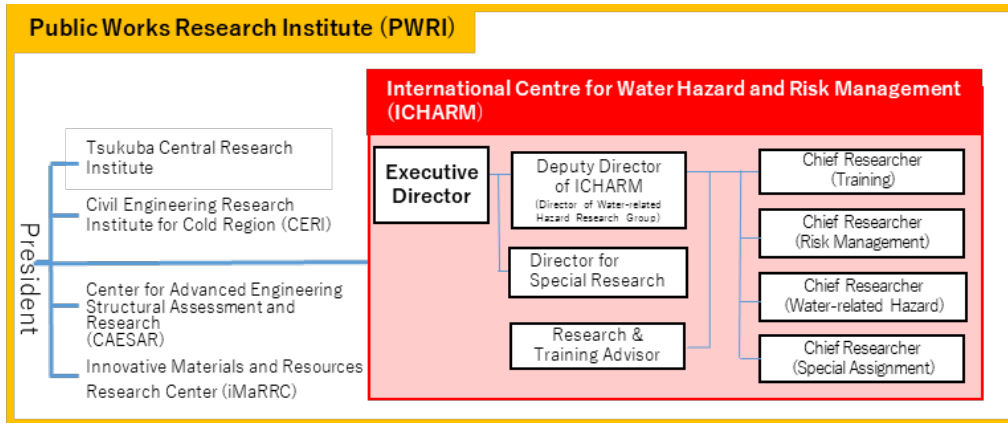 Public Works Research Institute (PWRI)
International Centre for Water Hazard and Risk Management
(ICHARM)
President
Tsukuba Central Research
Institute
Civil Engineering Research
Institute for Cold Region (CERI)
Center for Advanced Engineering
Structural Assessment and
Research
(CAESAR)
Innovative Materials and Resources
Research Center (iMaRRC)
Executive
Director
Deputy Director
of ICHARM
(Director of Water-related
Hazard Research Group)
Director for
Special Research
Research &
Training Advisor
Chief Researcher
(Training)
Chief Researcher
(Risk Management)
Chief Researcher
(Water-related Hazard)
Chief Researcher
(Special Assignment)